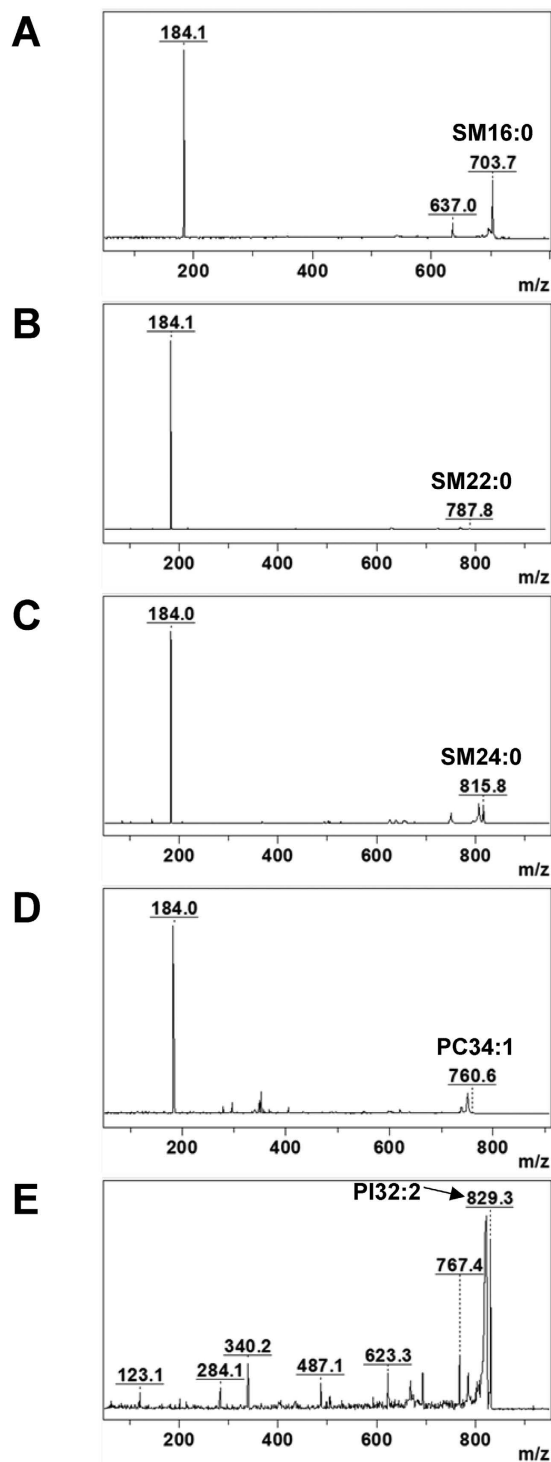 A
184.1
SM16:0
703.7
637.0
200 400 600
m/z
B
184.1
SM22:0
787.8
200 400 600 800
m/z
C
184.0
SM24:0
815.8
200 400 600 800
m/z
D
184.0
PC34:1
760.6
200 400 600 800
m/z
E
PI32:2 829.3
767.4
340.2 623.3
123.1 284.1 487.1
200 400 600 800
m/z